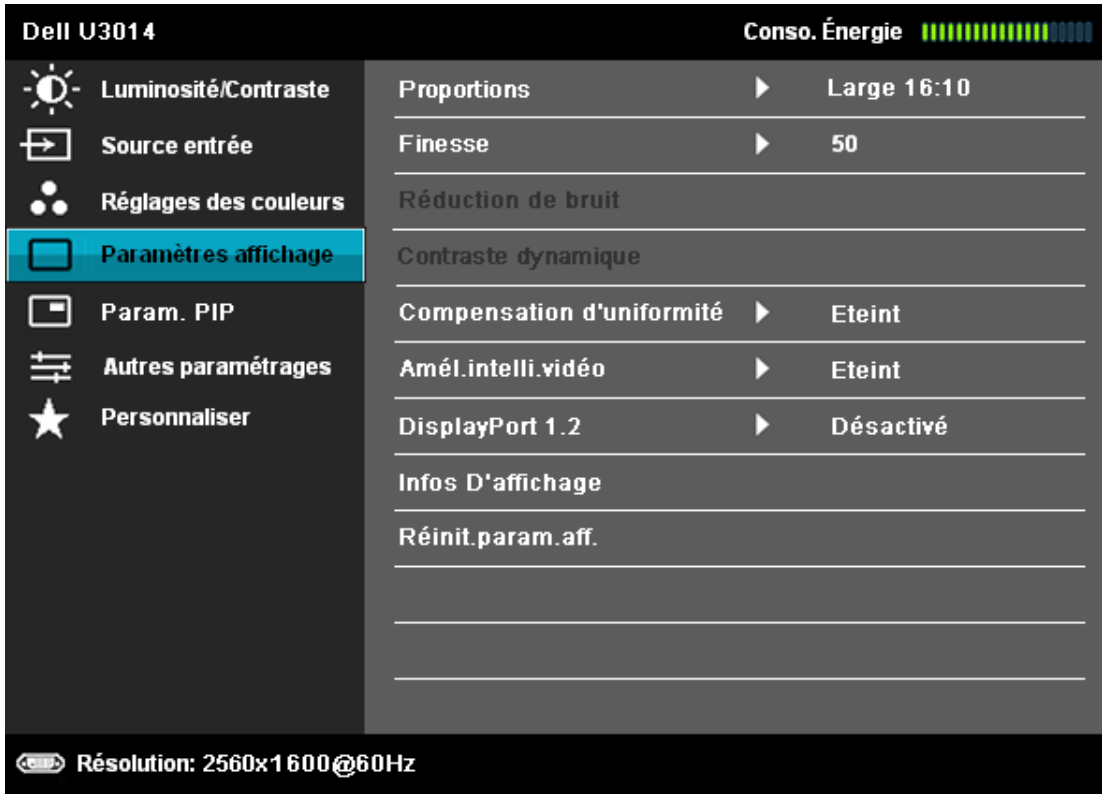 Dell U3014 Conso. Énergie
Luminosité/Contraste Proportions Large 16:10
Source entrée Finesse 50
Réglages des couleurs Réduction de bruit
Paramètres affichage Contraste dynamique
Param. PIP Compensation d'uniformité Eteint
Autres paramétrages Amél.intelli.vidéo Eteint
Personnaliser DisplayPort 1.2 Désactivé
Infos D'affichage
Réinit.param.aff.
Résolution: 2560x1600@60Hz